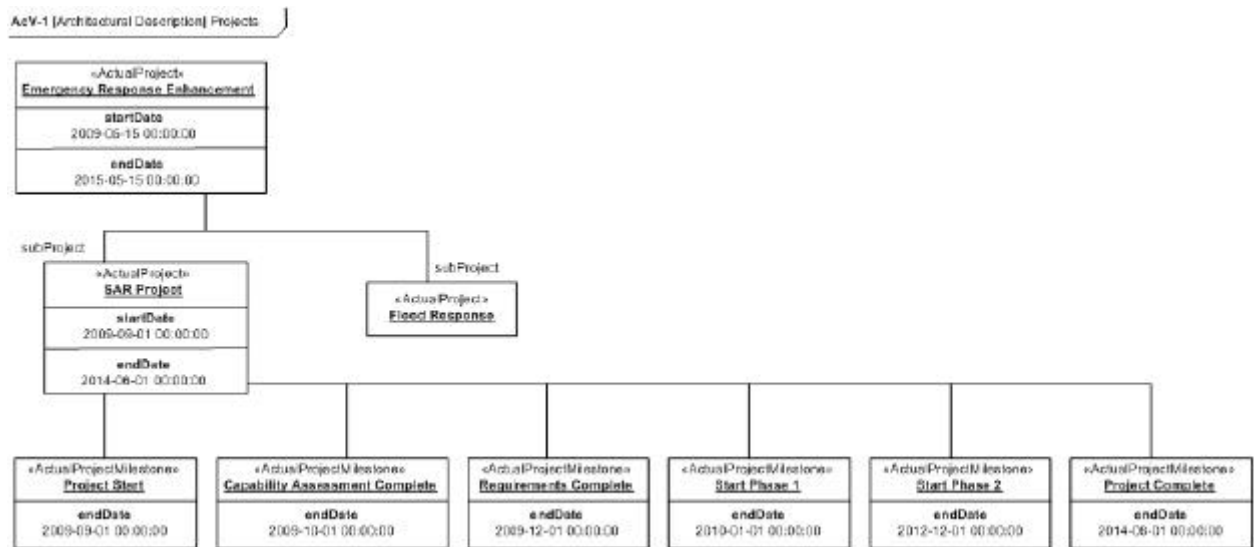 AcV-1 [Architectural Description] Projects
«ActualProject»
Emergency Response Enhancement
startDate
2009-05-15 00:00:00
endDate
2015-05-15 00:00:00
subProject
«ActualProject»
SAR Project
startDate
2009-09-01 00:00:00
endDate
2014-06-01 00:00:00
subProject
«ActualProject»
Flood Response
«ActualProjectMilestone»
Project Start
endDate
2009-09-01 00:00:00
«ActualProjectMilestone»
Capability Assessment Complete
endDate
2009-10-01 00:00:00
«ActualProjectMilestone»
Requirements Complete
endDate
2009-12-01 00:00:00
«ActualProjectMilestone»
Start Phase 1
endDate
2010-01-01 00:00:00
«ActualProjectMilestone»
Start Phase 2
endDate
2012-12-01 00:00:00
«ActualProjectMilestone»
Project Complete
endDate
2014-06-01 00:00:00